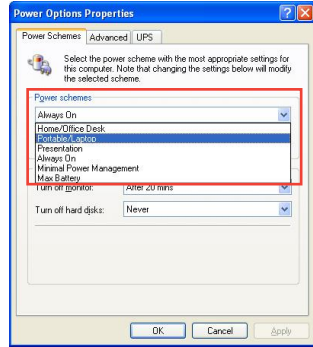 Power Options Properties
Power Schemes Advanced UPS
Select the power scheme with the most appropriate settings for
this computer. Note that changing the settings below will modify
the selected scheme.
Power schemes
Always On
Home/Office Desk
Portable/Laptop
Presentation
Always On
Minimal Power Management
Max Battery
Turn off monitor: After 20 mins
Turn off hard disks: Never
OK Cancel Apply